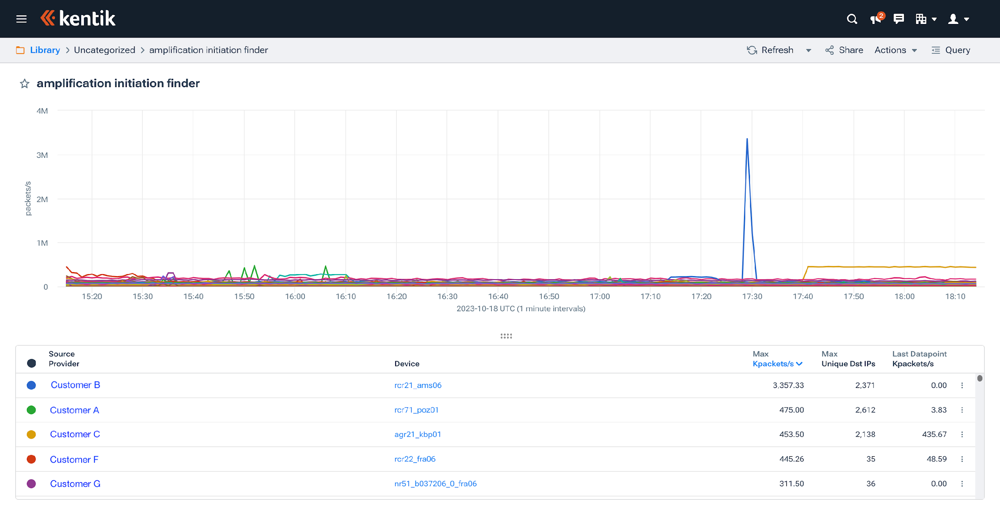 kentik
2
Library > Uncategorized > amplification initiation finder
Refresh
Share
Actions
Query
amplification initiation finder
4M
3M
2M
1M
0
packets/s
15:20 15:30 15:40 15:50 16:00 16:10 16:20 16:30 16:40 16:50 17:00 17:10 17:20 17:30 17:40 17:50 18:00 18:10
2023-10-18 UTC (1 minute intervals)
Source Max Max Last Datapoint
Provider Device Kpackets/s Unique Dst IPs Kpackets/s
Customer B rcr21_ams06 3,357.33 2,371 0.00
Customer A rcr71_poz01 475.00 2,612 3.83
Customer C agr21_kbp01 453.50 2,138 435.67
Customer F rcr22_fra06 445.26 35 48.59
Customer G nr51_b037206_0_fra06 311.50 36 0.00